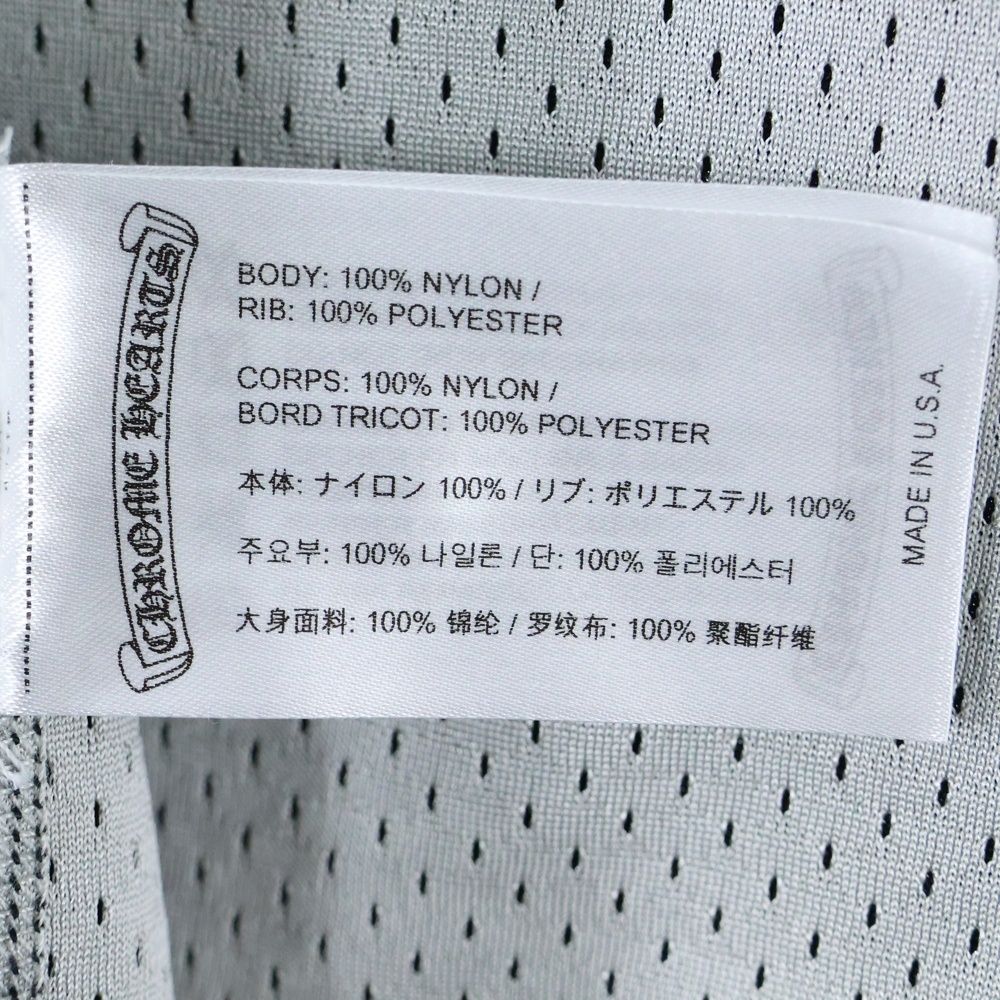 CHROME HEARTS
BODY: 100% NYLON /
RIB: 100% POLYESTER
CORPS: 100% NYLON /
BORD TRICOT: 100% POLYESTER
本体: ナイロン 100% / リブ: ポリエステル 100%
주요부: 100% 나일론 / 단: 100% 폴리에스터
大身面料: 100% 锦纶 / 罗纹布: 100% 聚酯纤维
MADE IN U.S.A.